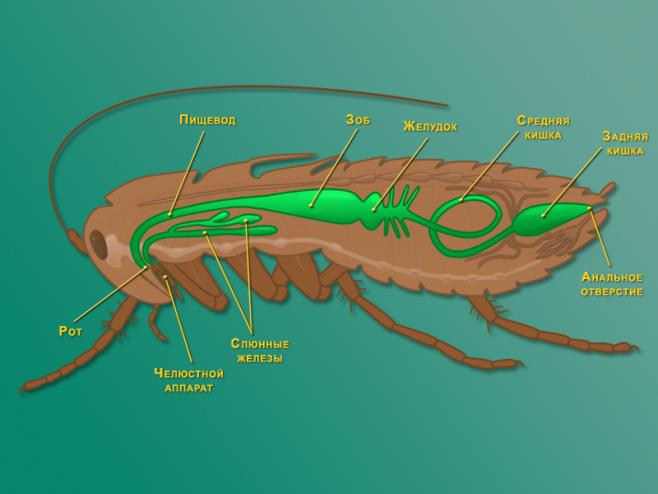 Пищевод
Зоб
Желудок
Средняя
кишка
Задняя
кишка
Анальное
отверстие
Рот
Слюнные
железы
Челюстной
аппарат